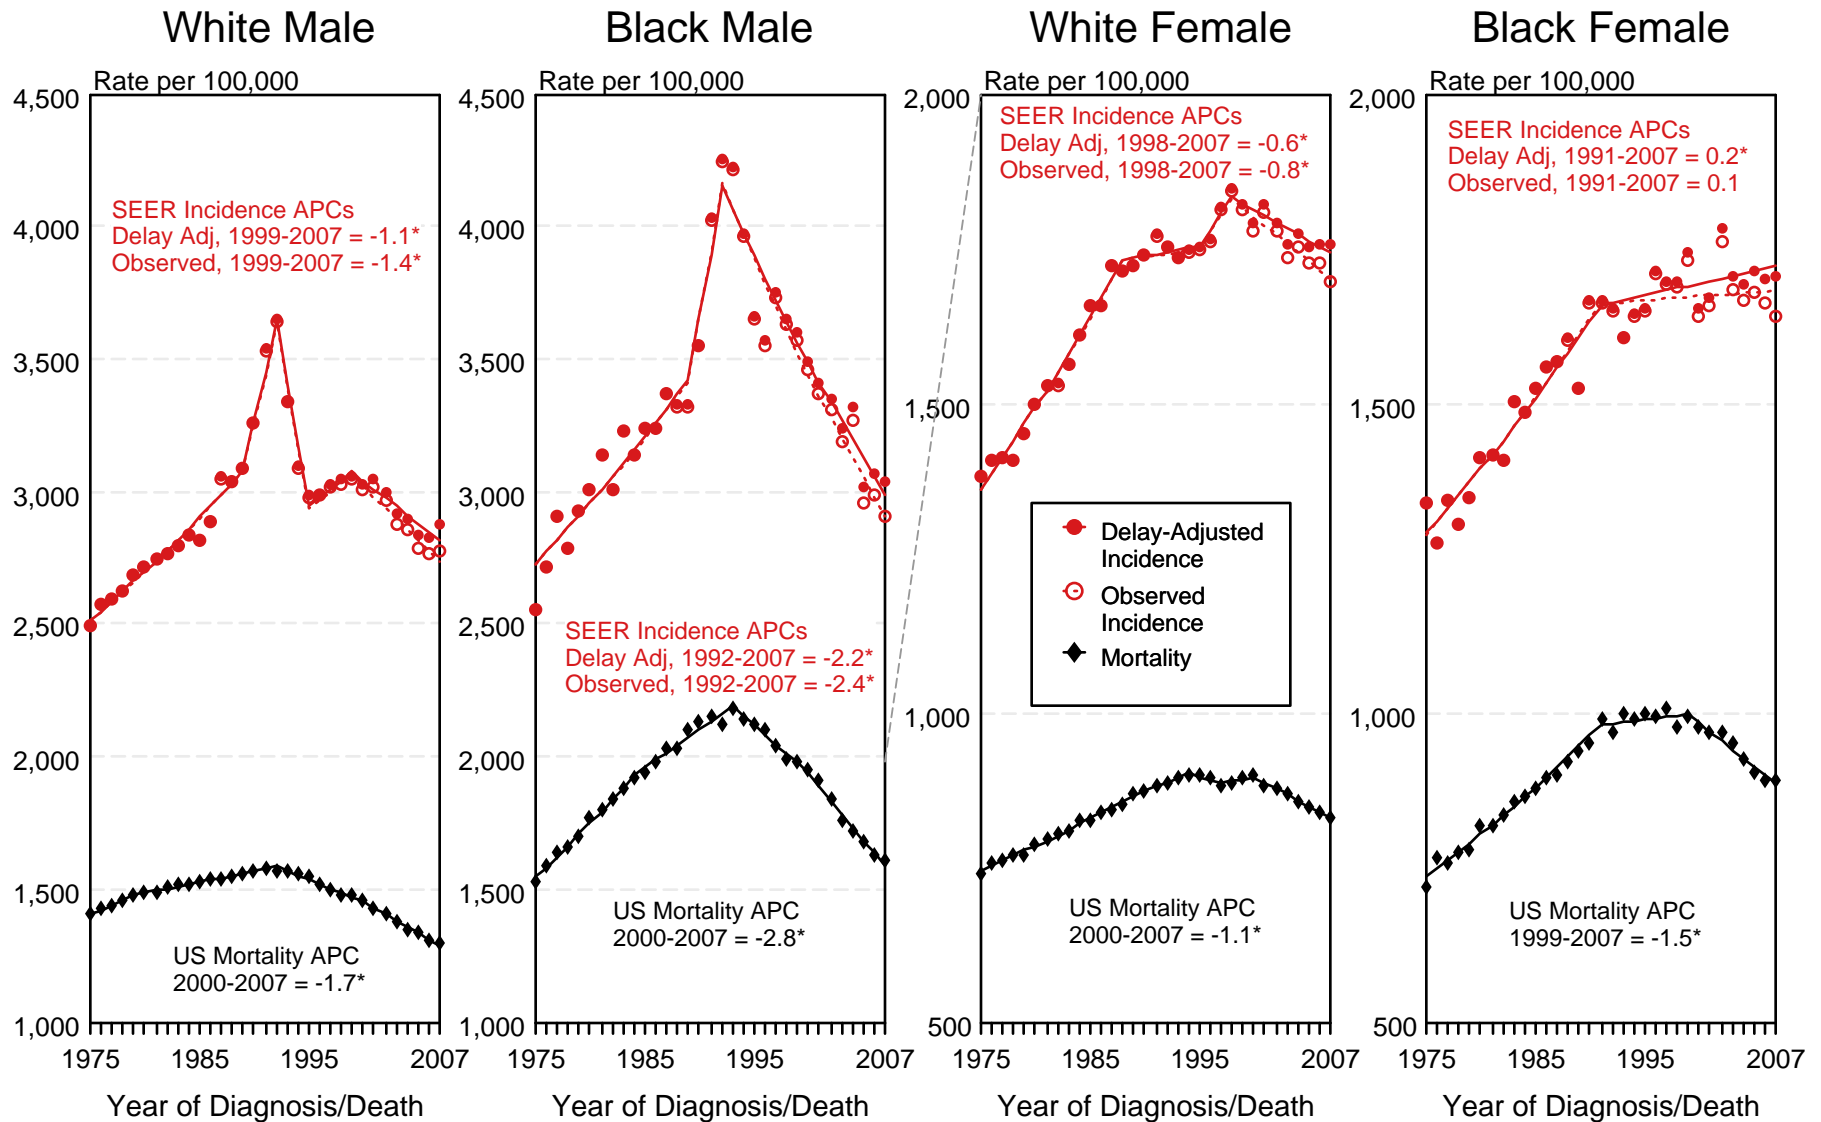 White Male
Rate per 100,000
4,500
4,000
3,500
3,000
2,500
2,000
1,500
1,000
SEER Incidence APCs
Delay Adj, 1999-2007 = -1.1*
Observed, 1999-2007 = -1.4*
US Mortality APC
2000-2007 = -1.7*
1975
1985
1995
2007
Year of Diagnosis/Death
Black Male
Rate per 100,000
4,500
4,000
3,500
3,000
2,500
2,000
1,500
1,000
SEER Incidence APCs
Delay Adj, 1992-2007 = -2.2*
Observed, 1992-2007 = -2.4*
US Mortality APC
2000-2007 = -2.8*
1975
1985
1995
2007
Year of Diagnosis/Death
White Female
Rate per 100,000
2,000
1,500
1,000
500
SEER Incidence APCs
Delay Adj, 1998-2007 = -0.6*
Observed, 1998-2007 = -0.8*
Delay-Adjusted
Incidence
Observed
Incidence
Mortality
US Mortality APC
2000-2007 = -1.1*
1975
1985
1995
2007
Year of Diagnosis/Death
Black Female
Rate per 100,000
2,000
1,500
1,000
500
SEER Incidence APCs
Delay Adj, 1991-2007 = 0.2*
Observed, 1991-2007 = 0.1
US Mortality APC
1999-2007 = -1.5*
1975
1985
1995
2007
Year of Diagnosis/Death